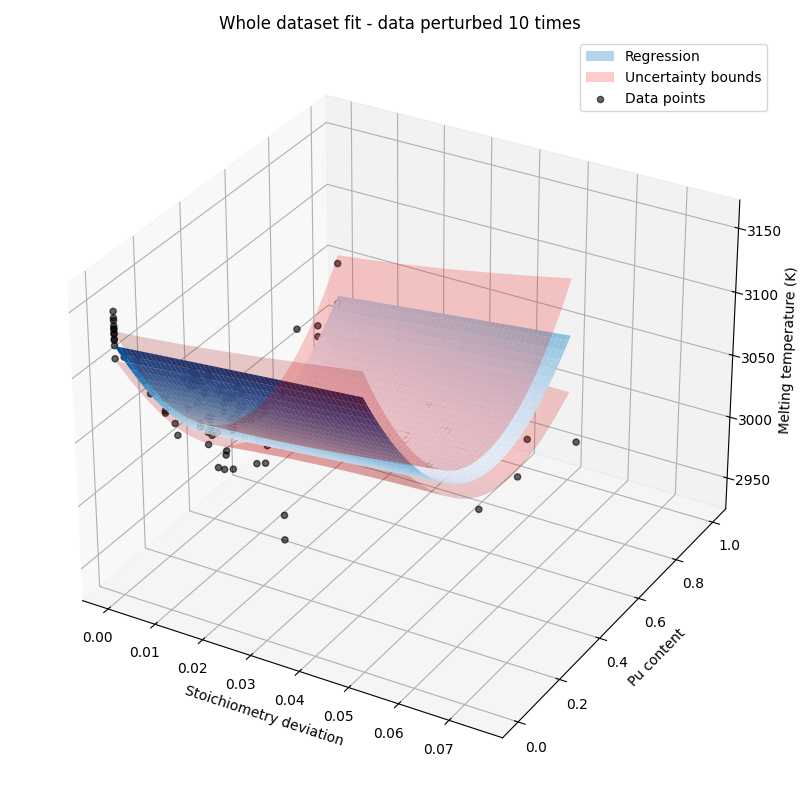 Whole dataset fit - data perturbed 10 times
Regression
Uncertainty bounds
Data points
3150
3100
3050
3000
2950
Melting temperature (K)
1.0
0.8
0.6
0.4
0.2
0.0
Pu content
0.00
0.01
0.02
0.03
0.04
0.05
0.06
0.07
Stoichiometry deviation